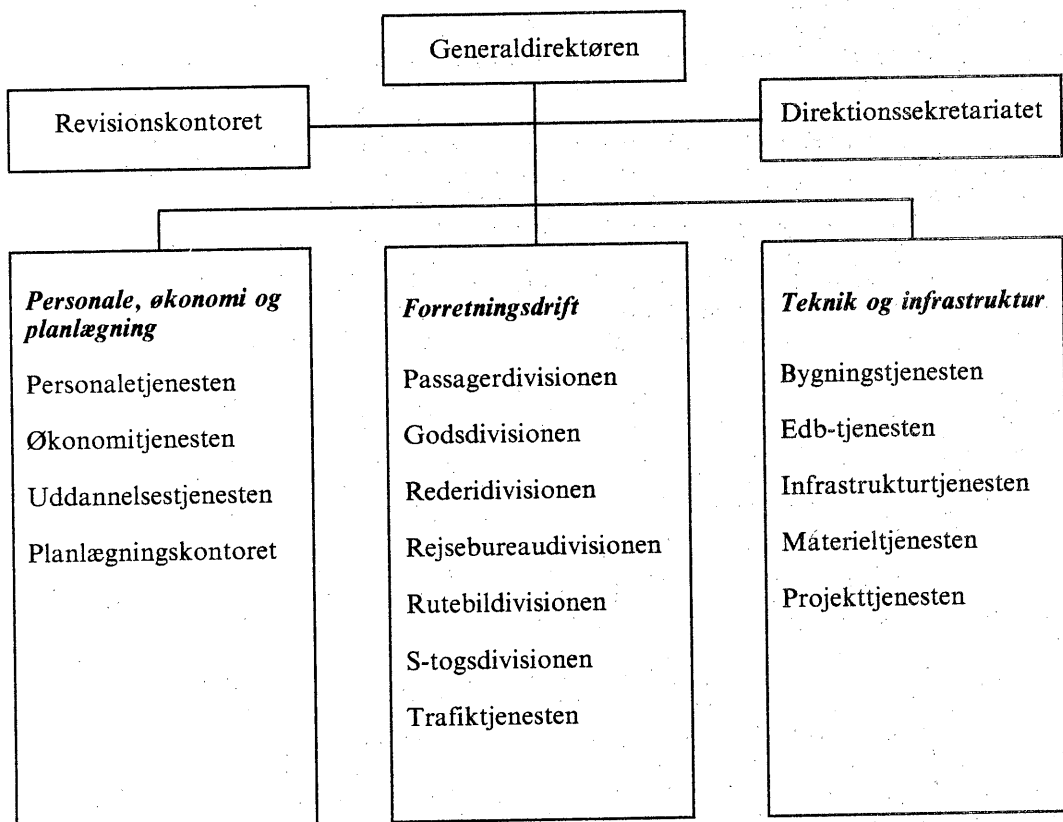 Generaldirektøren
Revisionskontoret
Direktionssekretariatet
Personale, økonomi og
planlægning
Personaletjenesten
Økonomitjenesten
Uddannelsestjenesten
Planlægningskontoret
Forretningsdrift
Passagerdivisionen
Godsdivisionen
Rederidivisionen
Rejsebureaudivisionen
Rutebildivisionen
S-togsdivisionen
Trafiktjenesten
Teknik og infrastruktur
Bygningstjenesten
Edb-tjenesten
Infrastrukturtjenesten
Materieltjenesten
Projekttjenesten